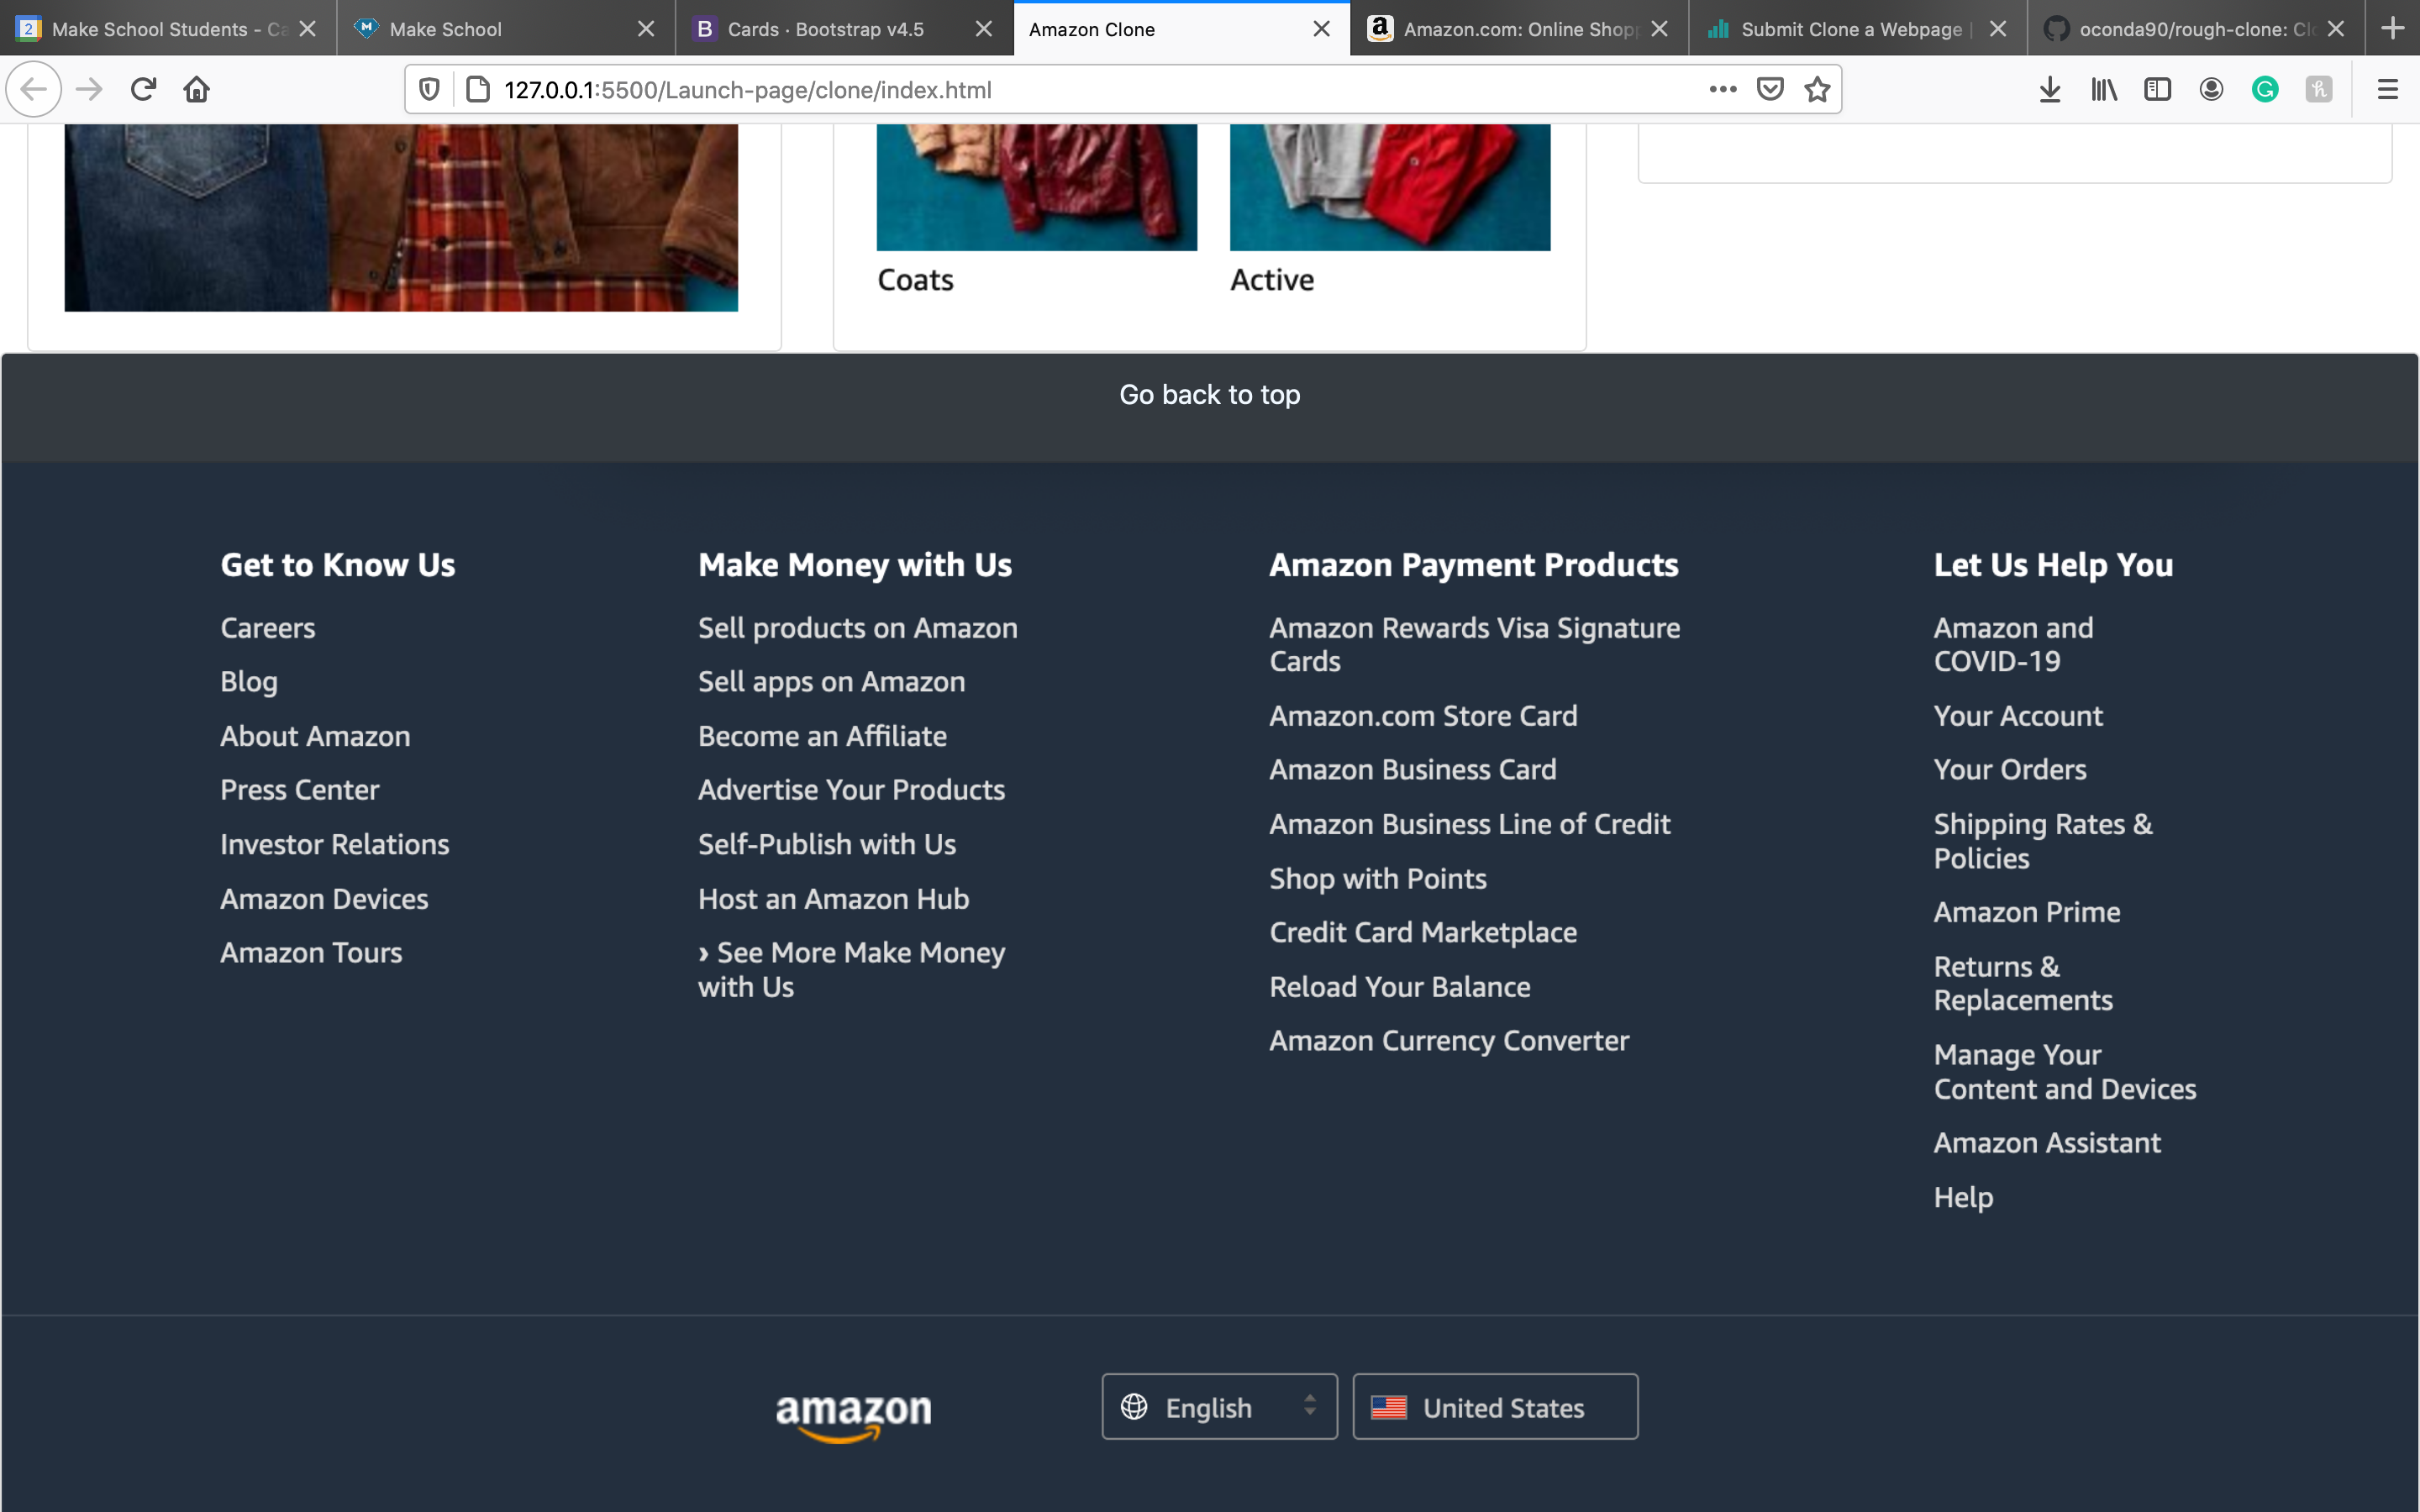 2 Make School Students - Ca
M Make School
B Cards · Bootstrap v4.5
Amazon Clone
a Amazon.com: Online Shopp
Submit Clone a Webpage |
oconda90/rough-clone: Clo
127.0.0.1:5500/Launch-page/clone/index.html
G
h
Coats
Active
Go back to top
Get to Know Us
Careers
Blog
About Amazon
Press Center
Investor Relations
Amazon Devices
Amazon Tours
Make Money with Us
Sell products on Amazon
Sell apps on Amazon
Become an Affiliate
Advertise Your Products
Self-Publish with Us
Host an Amazon Hub
› See More Make Money
with Us
Amazon Payment Products
Amazon Rewards Visa Signature
Cards
Amazon.com Store Card
Amazon Business Card
Amazon Business Line of Credit
Shop with Points
Credit Card Marketplace
Reload Your Balance
Amazon Currency Converter
Let Us Help You
Amazon and
COVID-19
Your Account
Your Orders
Shipping Rates &
Policies
Amazon Prime
Returns &
Replacements
Manage Your
Content and Devices
Amazon Assistant
Help
amazon
English
United States